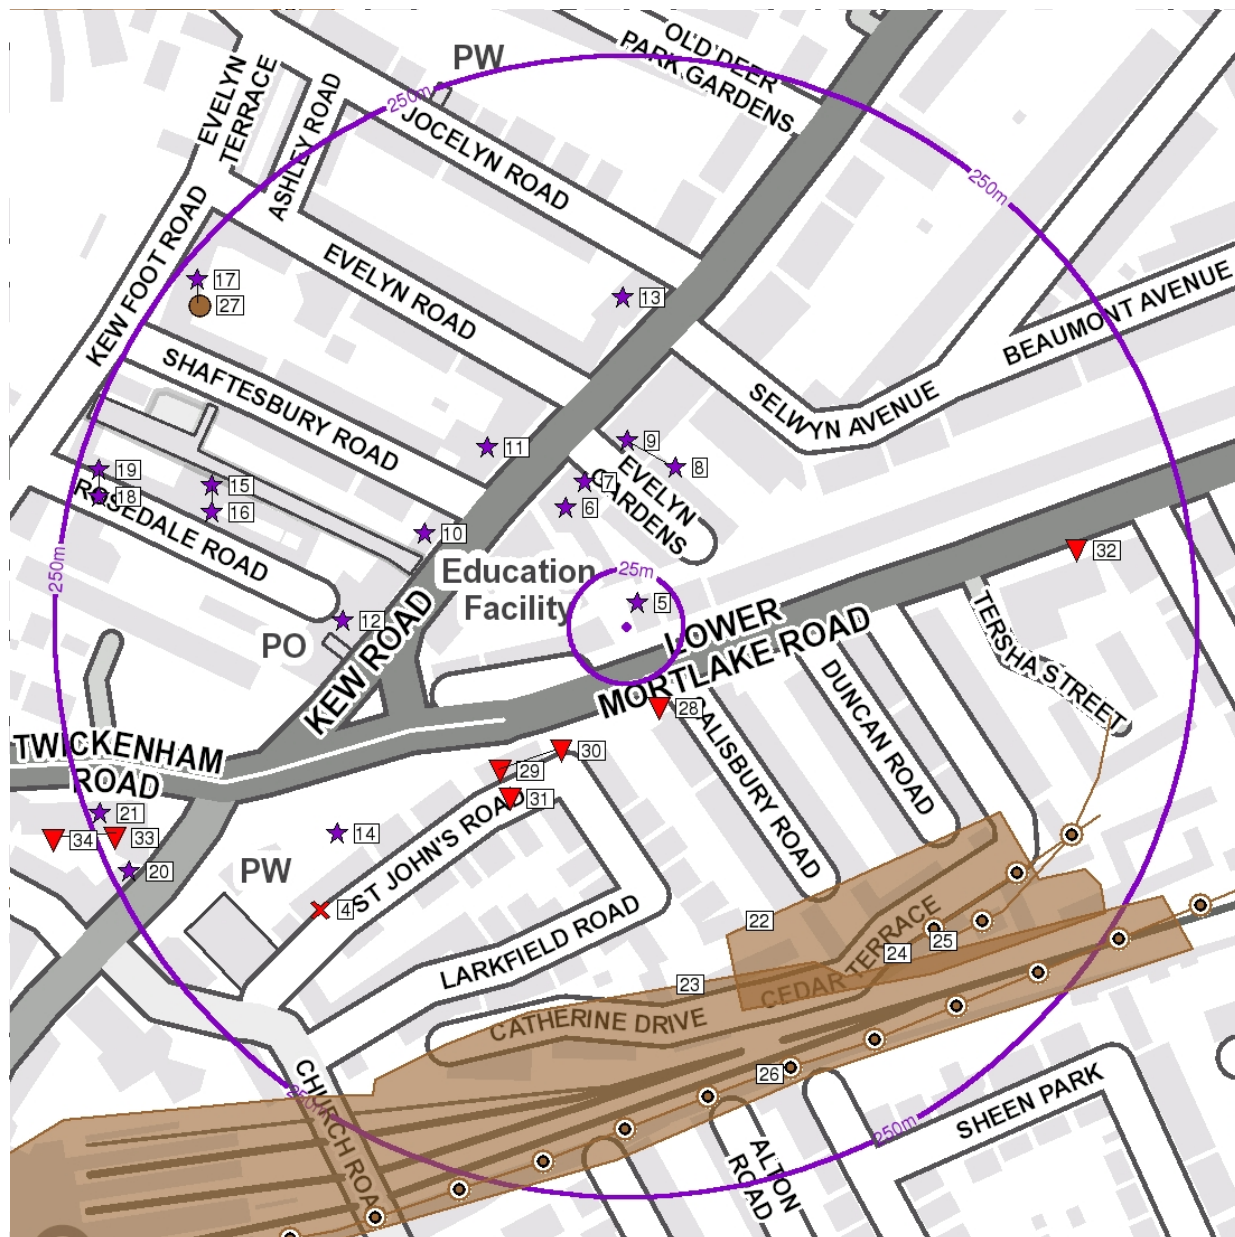 OLD DEER
PARK GARDENS
PW
EVELYN
TERRACE
ASHLEY ROAD
250m
JOCELYN ROAD
250m
KEW FOOT ROAD
EVELYN ROAD
17
27
13
BEAUMONT AVENUE
SHAFTESBURY ROAD
SELWYN AVENUE
11
9
8
7
6
EVELYN
GARDENS
19
18
15
16
ROSEDALE ROAD
10
32
250m
Education
Facility
25m
5
12
PO
KEW ROAD
LOWER
MORTLAKE ROAD
TERSHA STREET
DUNCAN ROAD
28
ALISBURY ROAD
TWICKENHAM
ROAD
30
29
31
21
34
33
20
14
PW
4
ST JOHN'S ROAD
LARKFIELD ROAD
22
24
25
23
CEDAR TERRACE
CATHERINE DRIVE
26
CHURCH ROAD
250m
250m
SHEEN PARK
ALTON
ROAD